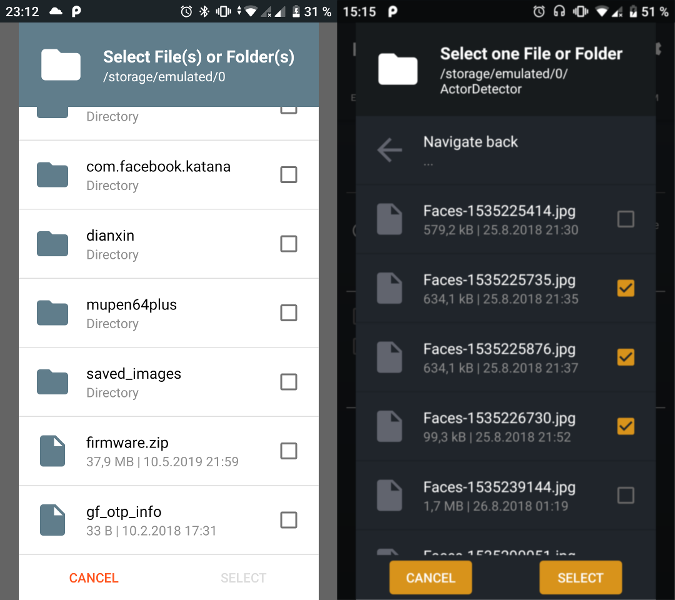 23:12
31 %
Select File(s) or Folder(s)
/storage/emulated/0
Directory
com.facebook.katana
Directory
dianxin
Directory
mupen64plus
Directory
saved_images
Directory
firmware.zip
37,9 MB | 10.5.2019 21:59
gf_otp_info
33 B | 10.2.2018 17:31
CANCEL
SELECT
15:15
51 %
Select one File or Folder
/storage/emulated/0/
ActorDetector
Navigate back
...
Faces-1535225414.jpg
579,2 kB | 25.8.2018 21:30
Faces-1535225735.jpg
634,1 kB | 25.8.2018 21:35
Faces-1535225876.jpg
634,1 kB | 25.8.2018 21:37
Faces-1535226730.jpg
99,3 kB | 25.8.2018 21:52
Faces-1535239144.jpg
1,7 MB | 26.8.2018 01:19
CANCEL
SELECT